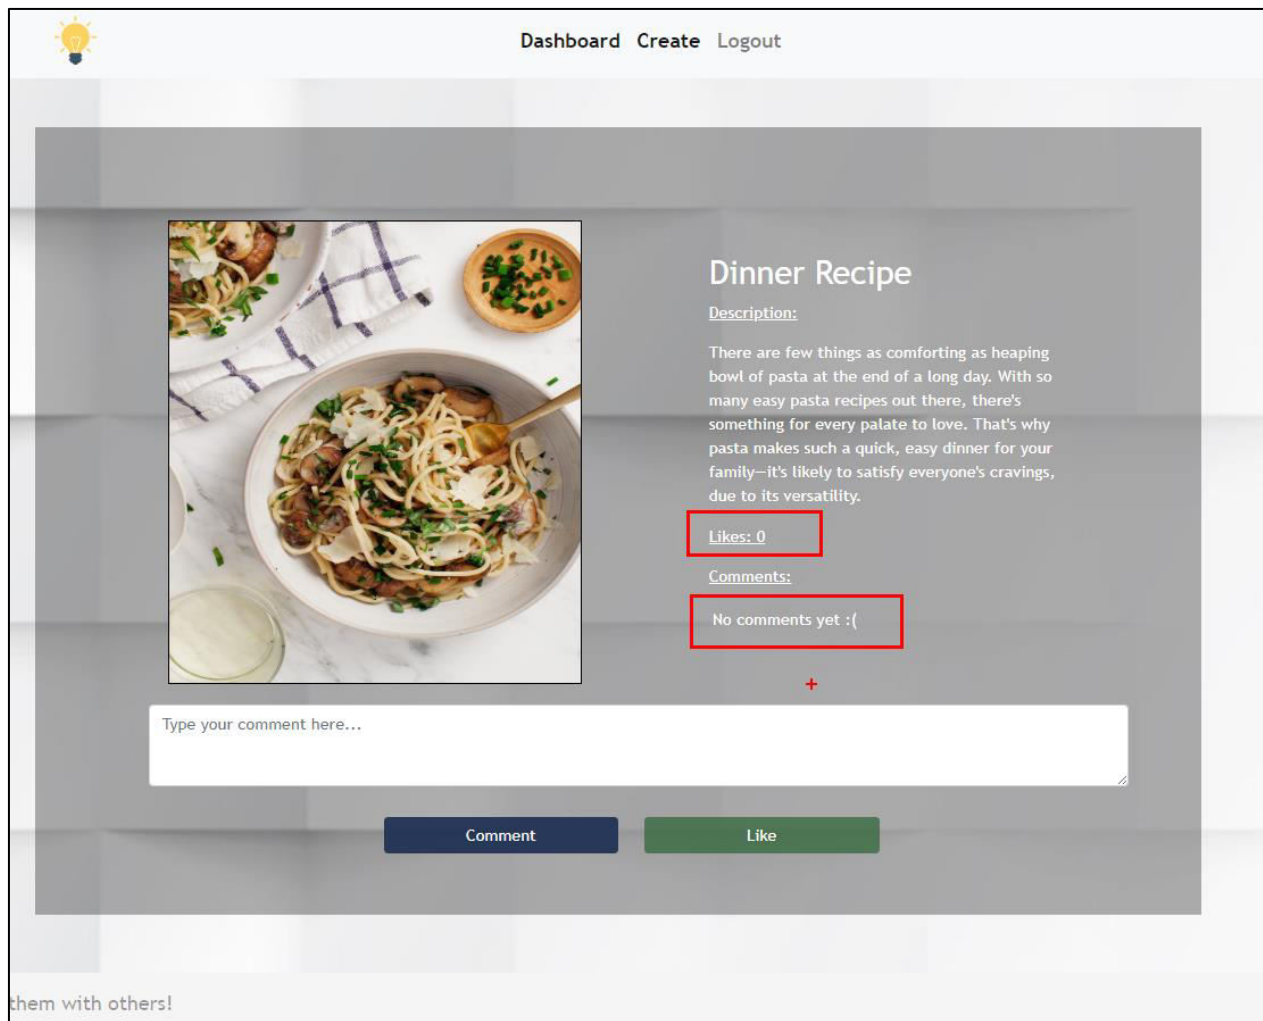 Dashboard Create Logout
Dinner Recipe
Description:
There are few things as comforting as heaping
bowl of pasta at the end of a long day. With so
many easy pasta recipes out there, there's
something for every palate to love. That's why
pasta makes such a quick, easy dinner for your
family—it's likely to satisfy everyone's cravings,
due to its versatility.
Likes: 0
Comments:
No comments yet :(
Type your comment here...
Comment Like
them with others!